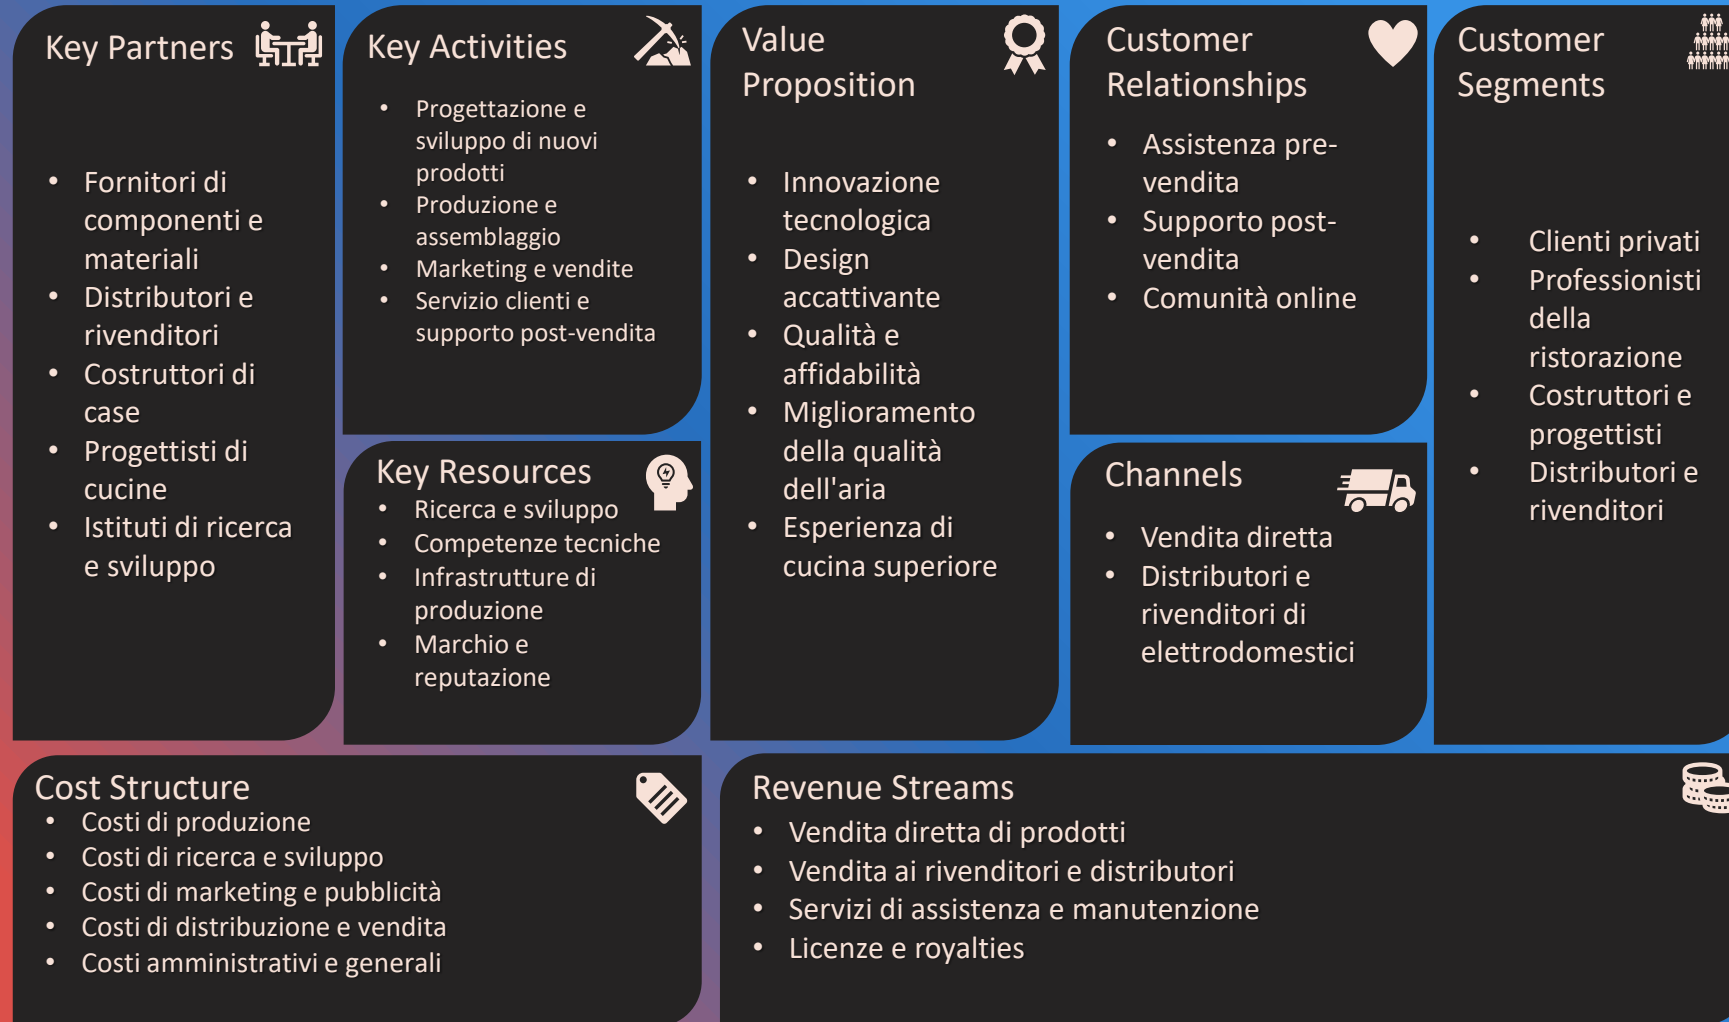 Key Partners
• Fornitori di
componenti e
materiali
• Distributori e
rivenditori
• Costruttori di
case
• Progettisti di
cucine
• Istituti di ricerca
e sviluppo
Key Activities
• Progettazione e
sviluppo di nuovi
prodotti
• Produzione e
assemblaggio
• Marketing e vendite
• Servizio clienti e
supporto post-vendita
Key Resources
• Ricerca e sviluppo
• Competenze tecniche
• Infrastrutture di
produzione
• Marchio e
reputazione
Value
Proposition
• Innovazione
tecnologica
• Design
accattivante
• Qualità e
affidabilità
• Miglioramento
della qualità
dell'aria
• Esperienza di
cucina superiore
Customer
Relationships
• Assistenza pre-
vendita
• Supporto post-
vendita
• Comunità online
Channels
• Vendita diretta
• Distributori e
rivenditori di
elettrodomestici
Customer
Segments
• Clienti privati
• Professionisti
della
ristorazione
• Costruttori e
progettisti
• Distributori e
rivenditori
Cost Structure
• Costi di produzione
• Costi di ricerca e sviluppo
• Costi di marketing e pubblicità
• Costi di distribuzione e vendita
• Costi amministrativi e generali
Revenue Streams
• Vendita diretta di prodotti
• Vendita ai rivenditori e distributori
• Servizi di assistenza e manutenzione
• Licenze e royalties